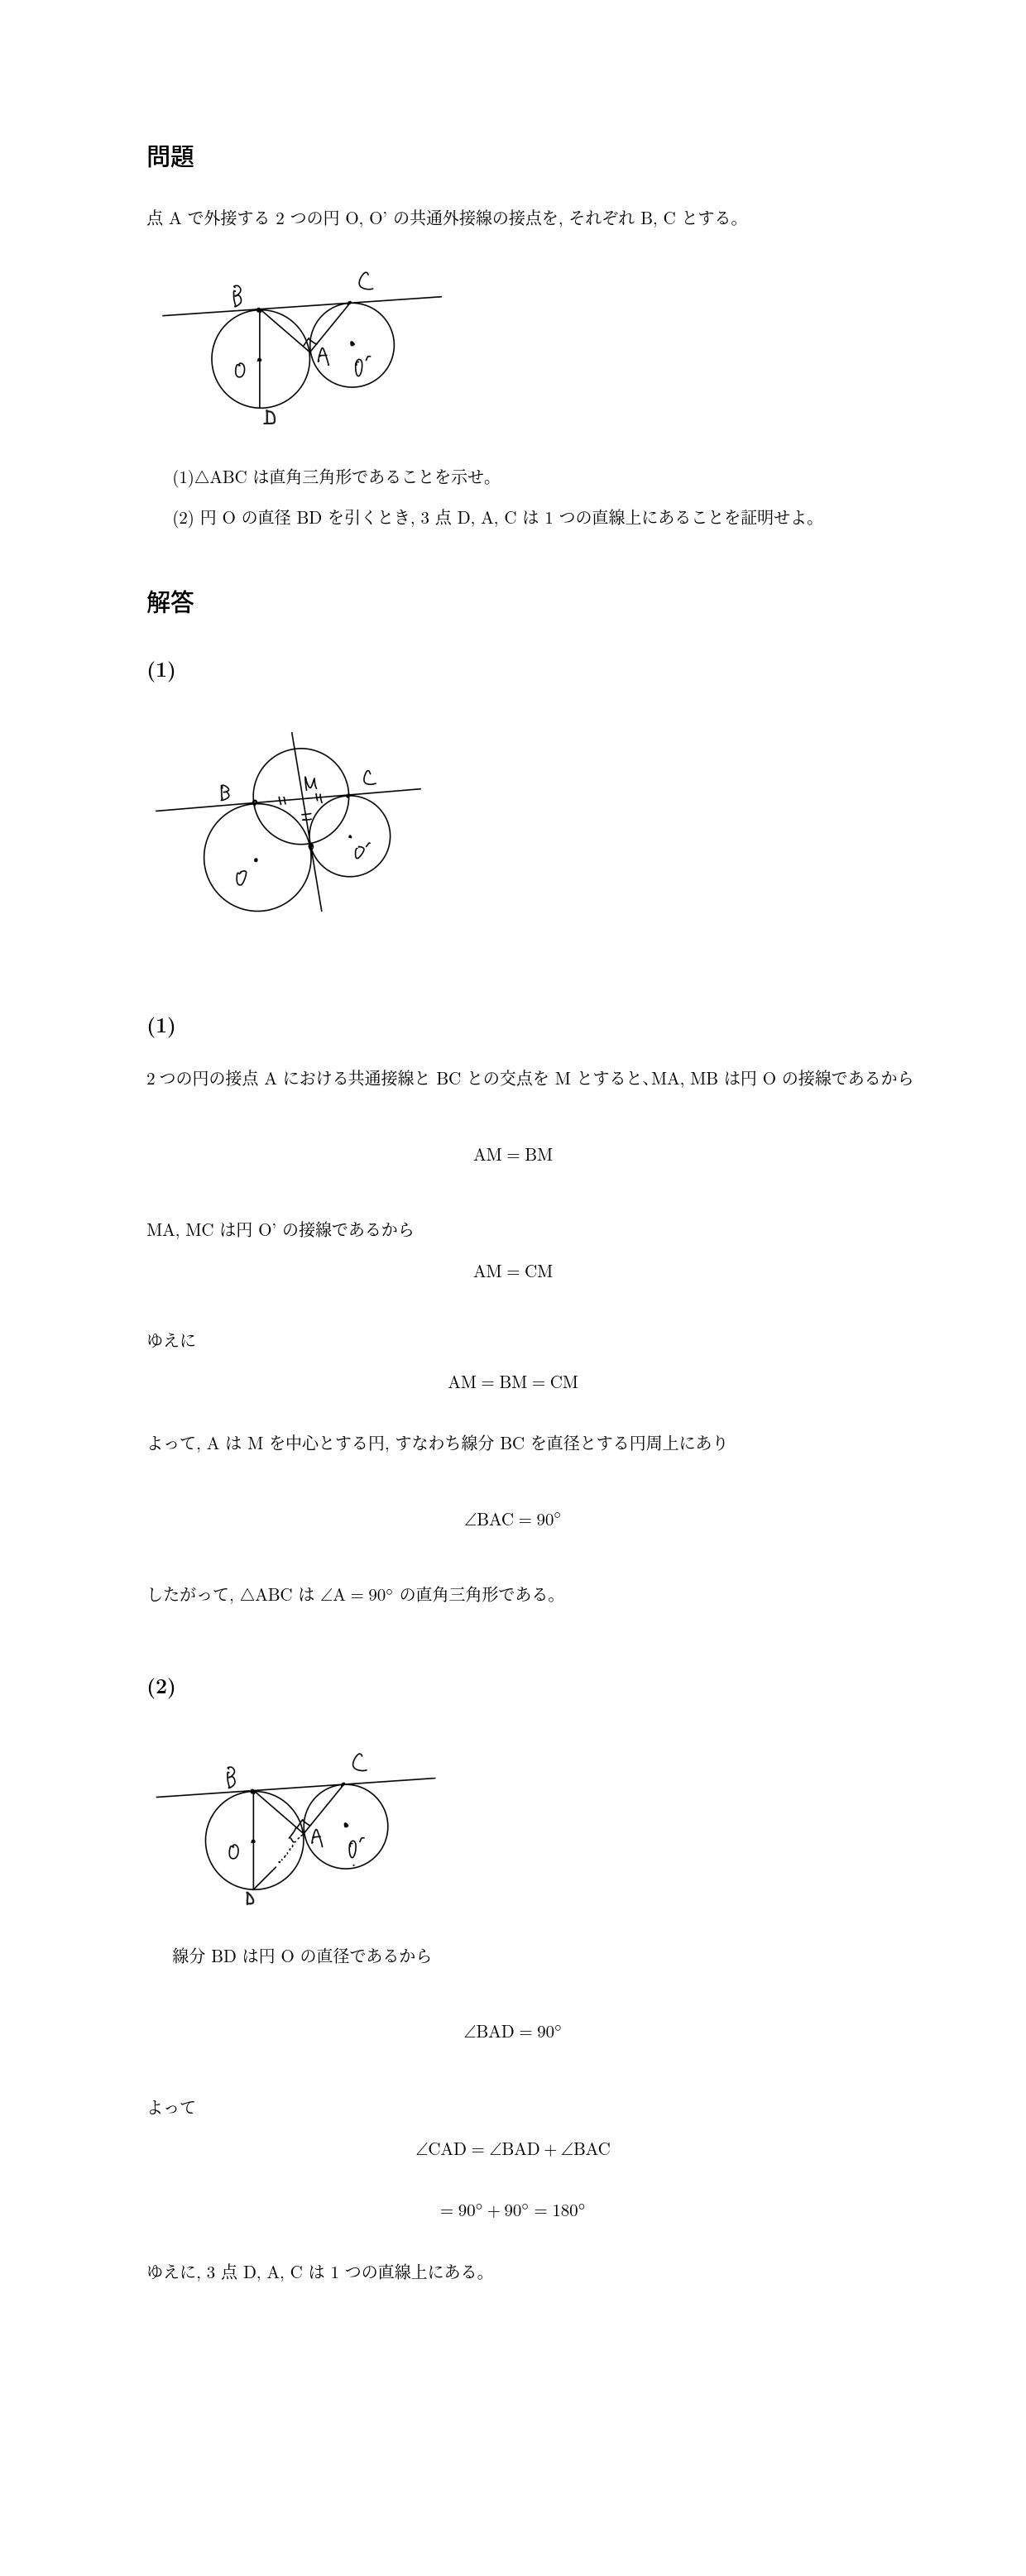 問題
点 A で外接する 2 つの円 O, O' の共通外接線の接点を, それぞれ B, C とする。
B
C
A
O
O'
D
(1)△ABC は直角三角形であることを示せ。
(2) 円 O の直径 BD を引くとき, 3 点 D, A, C は 1 つの直線上にあることを証明せよ。
解答
(1)
M
C
B
O'
O
(1)
2 つの円の接点 A における共通接線と BC との交点を M とすると、MA, MB は円 O の接線であるから
AM = BM
MA, MC は円 O' の接線であるから
AM = CM
ゆえに
AM = BM = CM
よって, A は M を中心とする円, すなわち線分 BC を直径とする円周上にあり
∠BAC = 90°
したがって, △ABC は ∠A = 90° の直角三角形である。
(2)
C
B
A
O
O'
D
線分 BD は円 O の直径であるから
∠BAD = 90°
よって
∠CAD = ∠BAD + ∠BAC
= 90° + 90° = 180°
ゆえに, 3 点 D, A, C は 1 つの直線上にある。